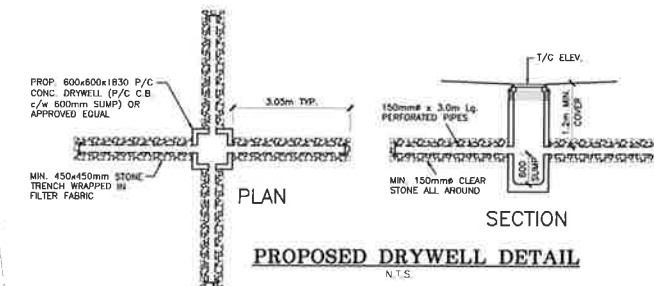 PROP. 600x600x1830 P/C
CONC. DRYWELL (P/C C.B.
c/w 600mm SUMP) OR
APPROVED EQUAL
3.05m TYP.
MIN. 450x450mm STONE
TRENCH WRAPPED IN
FILTER FABRIC
PLAN
T/G ELEV.
150mmø x 3.0m Lg.
PERFORATED PIPES
1.2m MIN.
COVER
600
SUMP
MIN. 150mmø CLEAR
STONE ALL AROUND
SECTION
PROPOSED DRYWELL DETAIL
N.T.S.